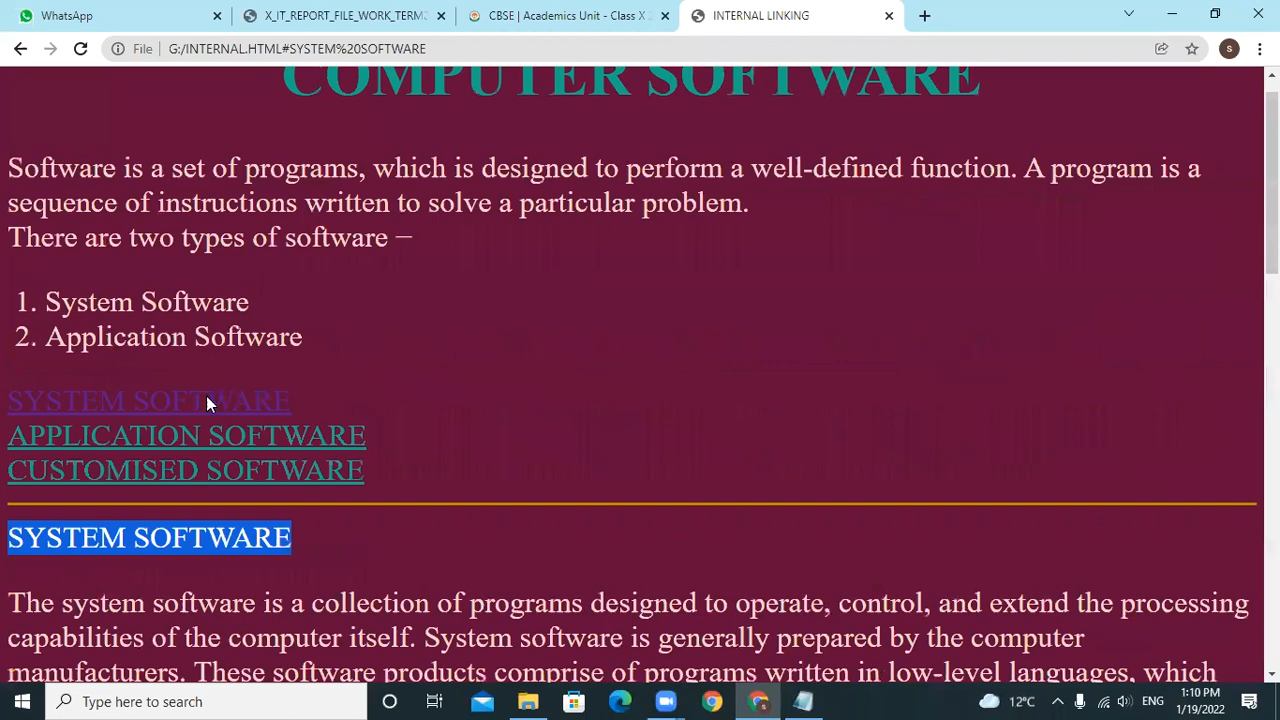 WhatsApp
X_IT_REPORT_FILE_WORK_TERM2
CBSE | Academics Unit - Class X 2
INTERNAL LINKING
File
G:/INTERNAL.HTML#SYSTEM%20SOFTWARE
S
COMPUTER SOFTWARE
Software is a set of programs, which is designed to perform a well-defined function. A program is a
sequence of instructions written to solve a particular problem.
There are two types of software −
1. System Software
2. Application Software
SYSTEM SOFTWARE
APPLICATION SOFTWARE
CUSTOMISED SOFTWARE
SYSTEM SOFTWARE
The system software is a collection of programs designed to operate, control, and extend the processing
capabilities of the computer itself. System software is generally prepared by the computer
manufacturers. These software products comprise of programs written in low-level languages, which
Type here to search
12°C
ENG
1:10 PM
1/19/2022